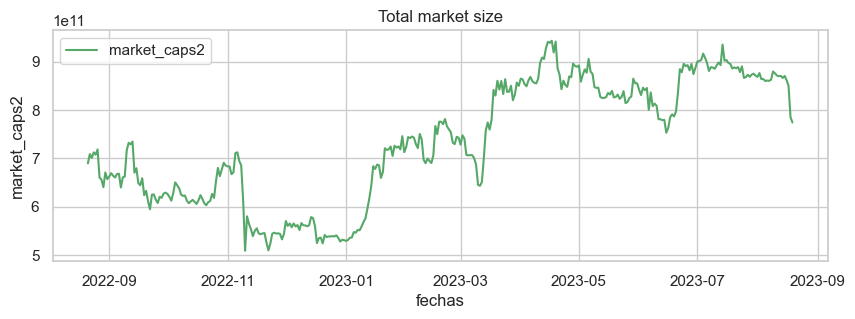 Total market size
1e11
market_caps2
9
8
7
6
5
market_caps2
2022-09 2022-11 2023-01 2023-03 2023-05 2023-07 2023-09
fechas